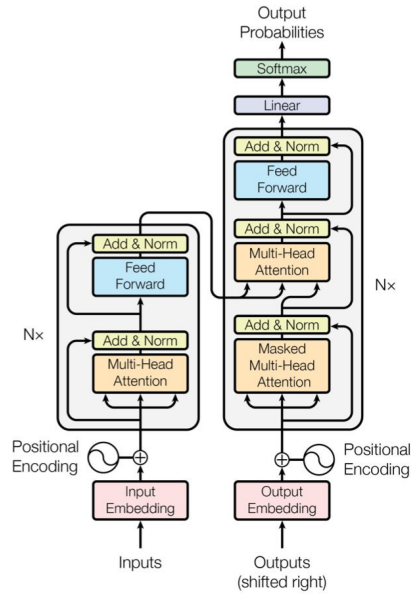 Output
Probabilities
Softmax
Linear
Add & Norm
Feed
Forward
Add & Norm
Multi-Head
Attention
Add & Norm
Masked
Multi-Head
Attention
N×
Add & Norm
Feed
Forward
N×
Add & Norm
Multi-Head
Attention
Positional
Encoding
Positional
Encoding
Input
Embedding
Output
Embedding
Inputs
Outputs
(shifted right)